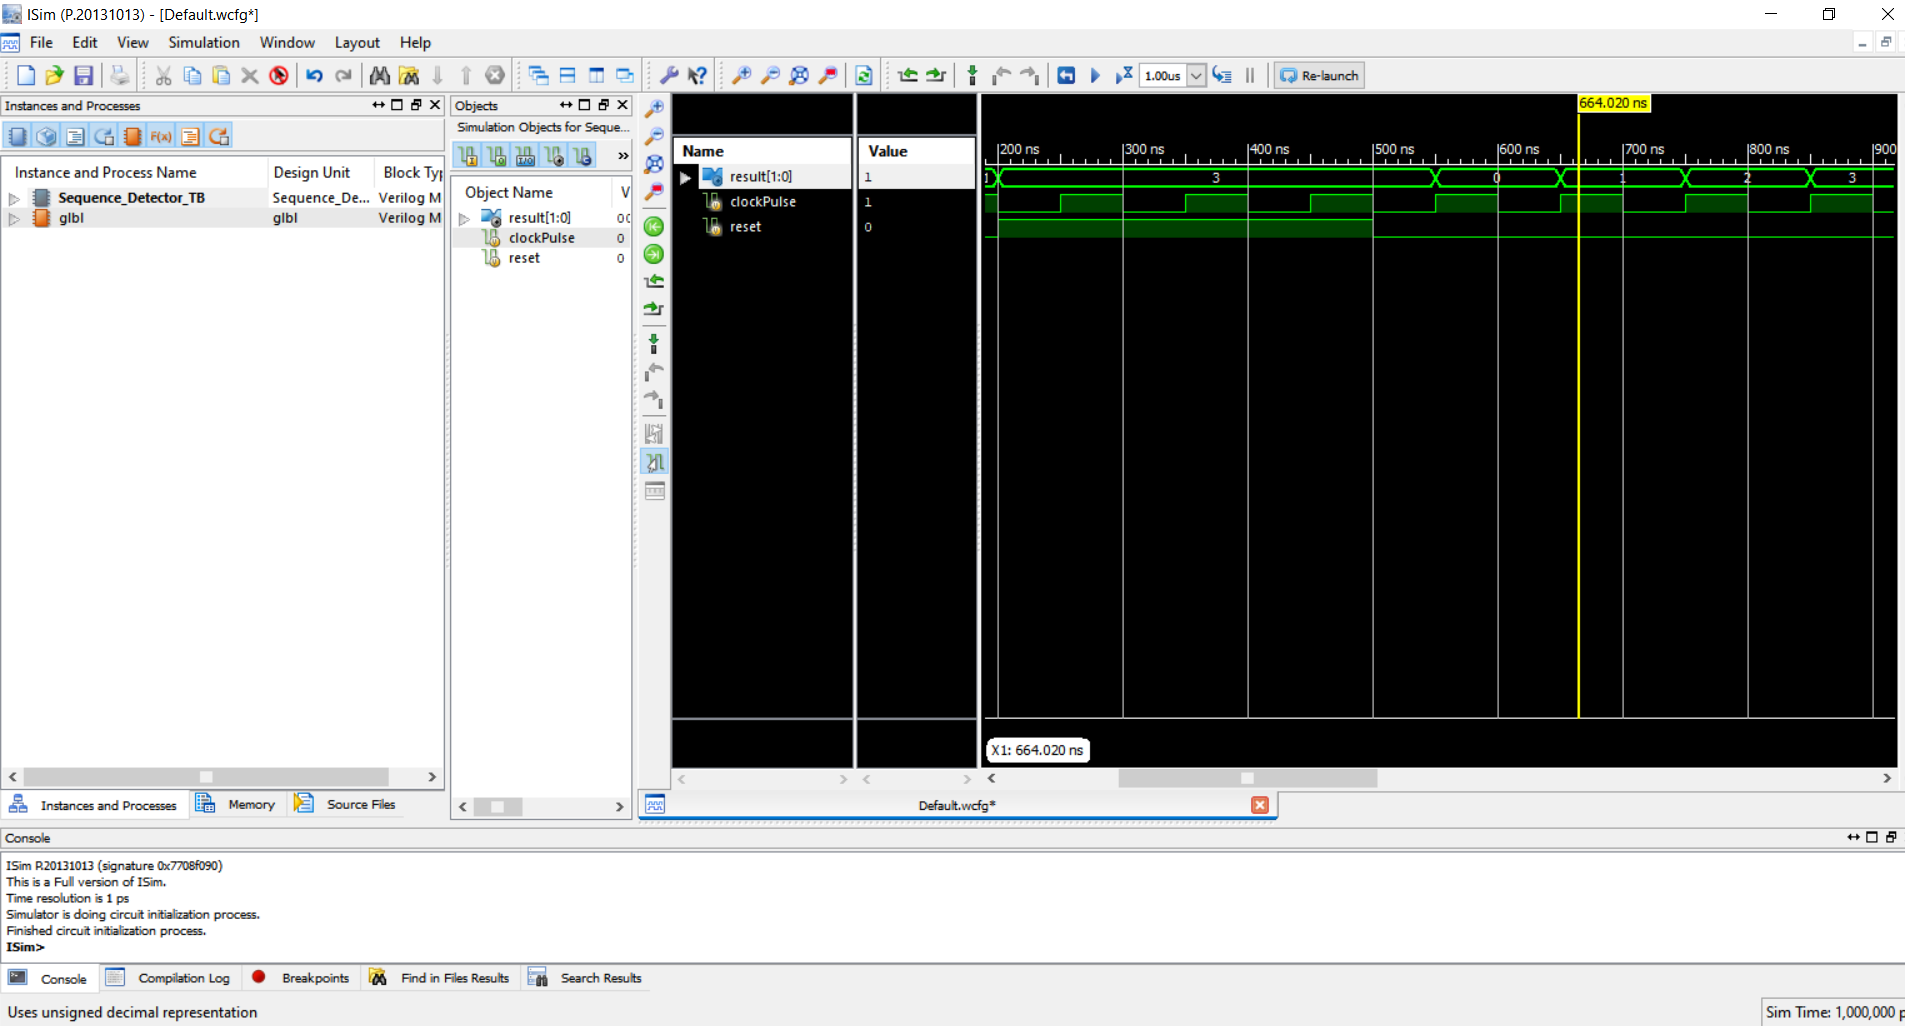 ISim (P.20131013) - [Default.wcfg*]
File Edit View Simulation Window Layout Help
1.00us Re-launch
Instances and Processes
F(x)
Instance and Process Name Design Unit Block Typ
Sequence_Detector_TB Sequence_De... Verilog M
glbl glbl Verilog M
Instances and Processes Memory Source Files
Objects
Simulation Objects for Seque...
»
Object Name V
result[1:0] 00
clockPulse 0
reset 0
Name Value
result[1:0] 1
clockPulse 1
reset 0
664.020 ns
200 ns 300 ns 400 ns 500 ns 600 ns 700 ns 800 ns 900
1 3 0 1 2 3
X1: 664.020 ns
Default.wcfg*
Console
ISim P.20131013 (signature 0x7708f090)
This is a Full version of ISim.
Time resolution is 1 ps
Simulator is doing circuit initialization process.
Finished circuit initialization process.
ISim>
Console Compilation Log Breakpoints Find in Files Results Search Results
Uses unsigned decimal representation
Sim Time: 1,000,000 p